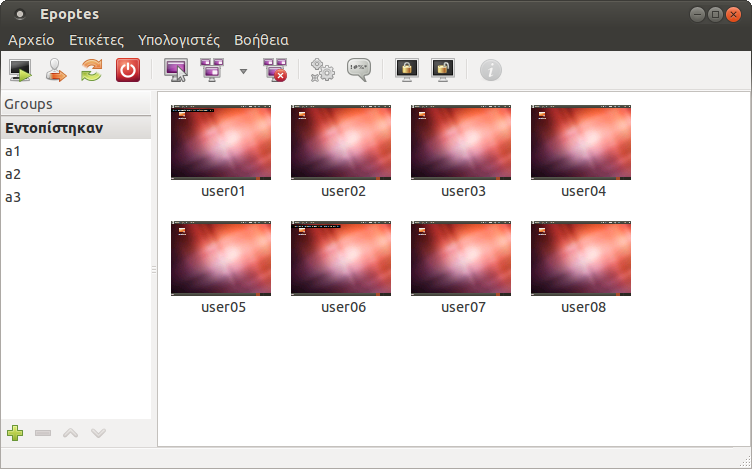 Epoptes
Αρχείο Ετικέτες Υπολογιστές Βοήθεια
!#%*
Groups
Εντοπίστηκαν
a1
a2
a3
user01 user02 user03 user04
user05 user06 user07 user08